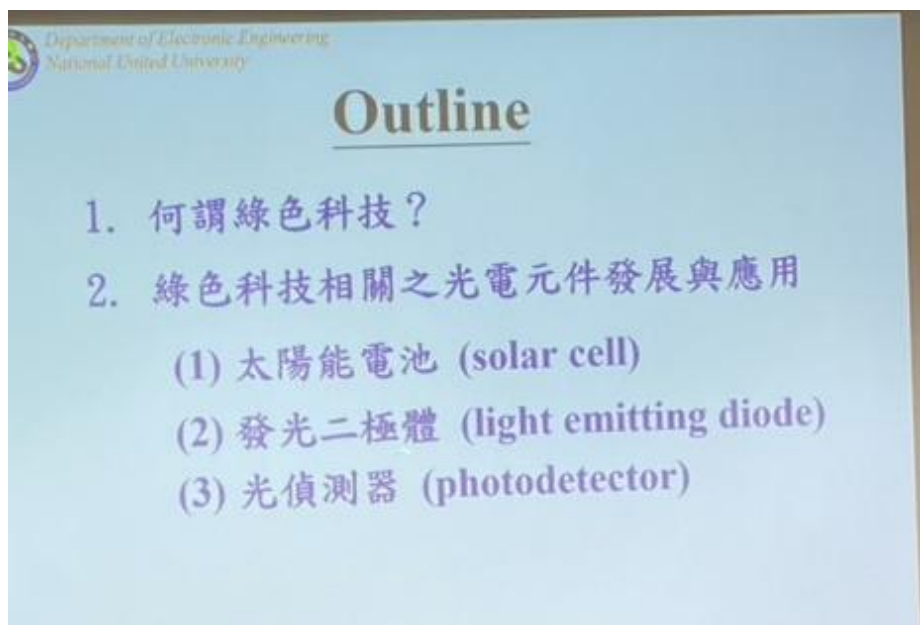 Department of Electronic Engineering
National United University
Outline
1. 何謂綠色科技？
2. 綠色科技相關之光電元件發展與應用
(1) 太陽能電池 (solar cell)
(2) 發光二極體 (light emitting diode)
(3) 光偵測器 (photodetector)